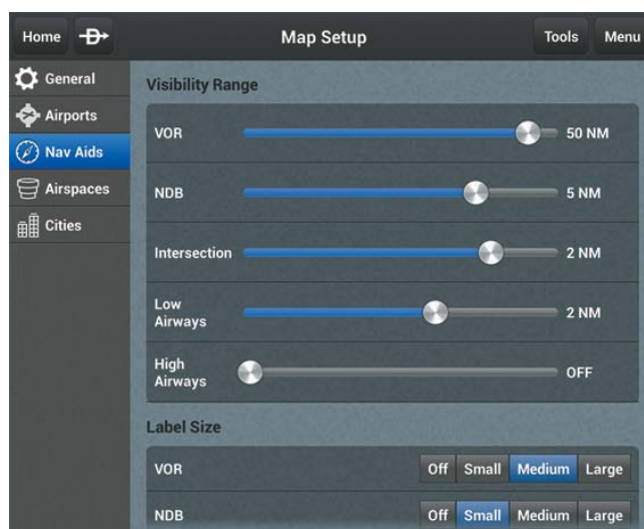 Home
Map Setup
Tools
Menu
General
Airports
Nav Aids
Airspaces
Cities
Visibility Range
VOR
50 NM
NDB
5 NM
Intersection
2 NM
Low
Airways
2 NM
High
Airways
OFF
Label Size
VOR
Off Small Medium Large
NDB
Off Small Medium Large